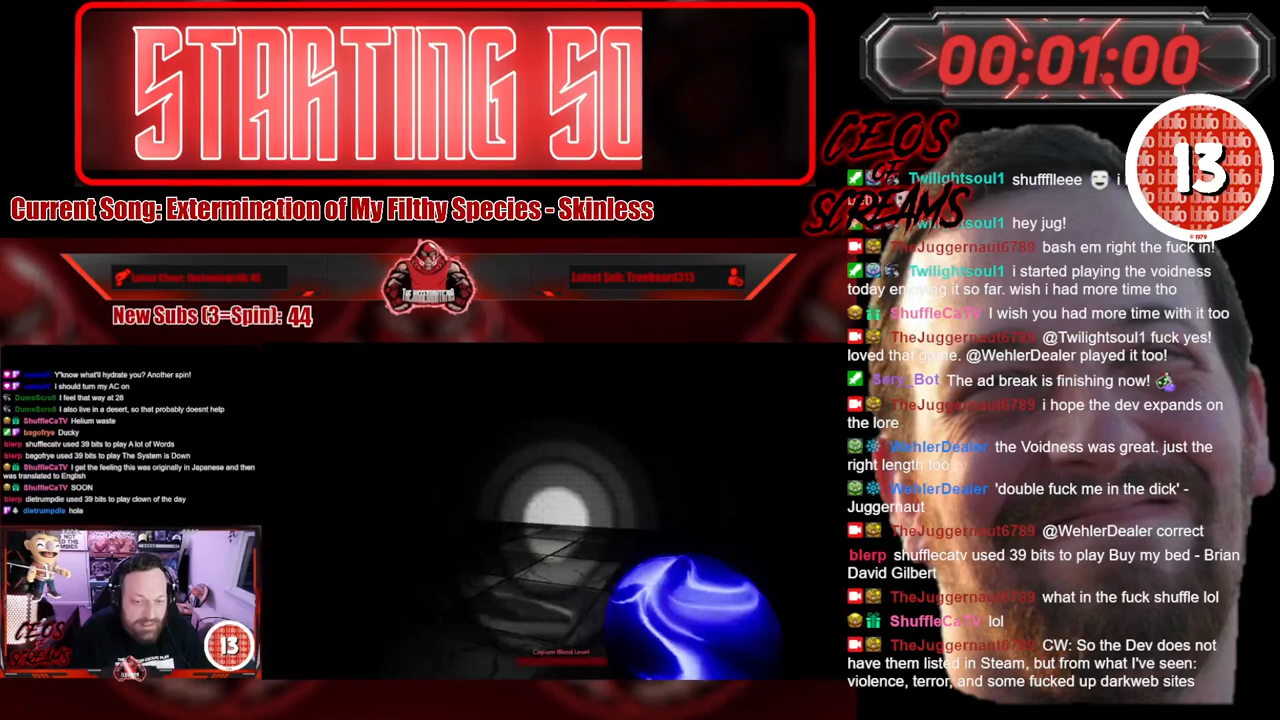 STARTING SO
00:01:00
CEOS
OF
SCREAMS
13
© 1979
Current Song: Extermination of My Filthy Species - Skinless
New Subs (3=Spin): 44
Y'know what'll hydrate you? Another spin!
I should turn my AC on
DumeScroll I feel that way at 28
DumeScroll I also live in a desert, so that probably doesnt help
ShuffleCaTV Helium waste
bagofrye Ducky
blerp shufflecatv used 39 bits to play A lot of Words
blerp bagofrye used 39 bits to play The System is Down
ShuffleCaTV I get the feeling this was originally in Japanese and then
was translated to English
ShuffleCaTV SOON
blerp dietrumpdie used 39 bits to play clown of the day
dietrumpdie hola
CEOS
OF
SCREAMS
13
Twilightsoul1 shufffleee i
hey jug!
TheJuggernaut6789 bash em right the fuck in!
Twilightsoul1 i started playing the voidness
today enjoying it so far. wish i had more time tho
ShuffleCaTV I wish you had more time with it too
TheJuggernaut6789 @Twilightsoul1 fuck yes!
loved that game. @WehlerDealer played it too!
Sery_Bot The ad break is finishing now!
TheJuggernaut6789 i hope the dev expands on
the lore
WehlerDealer the Voidness was great. just the
right length too
WehlerDealer 'double fuck me in the dick' -
Juggernaut
TheJuggernaut6789 @WehlerDealer correct
blerp shufflecatv used 39 bits to play Buy my bed - Brian
David Gilbert
TheJuggernaut6789 what in the fuck shuffle lol
ShuffleCaTV lol
TheJuggernaut6789 CW: So the Dev does not
have them listed in Steam, but from what I've seen:
violence, terror, and some fucked up darkweb sites